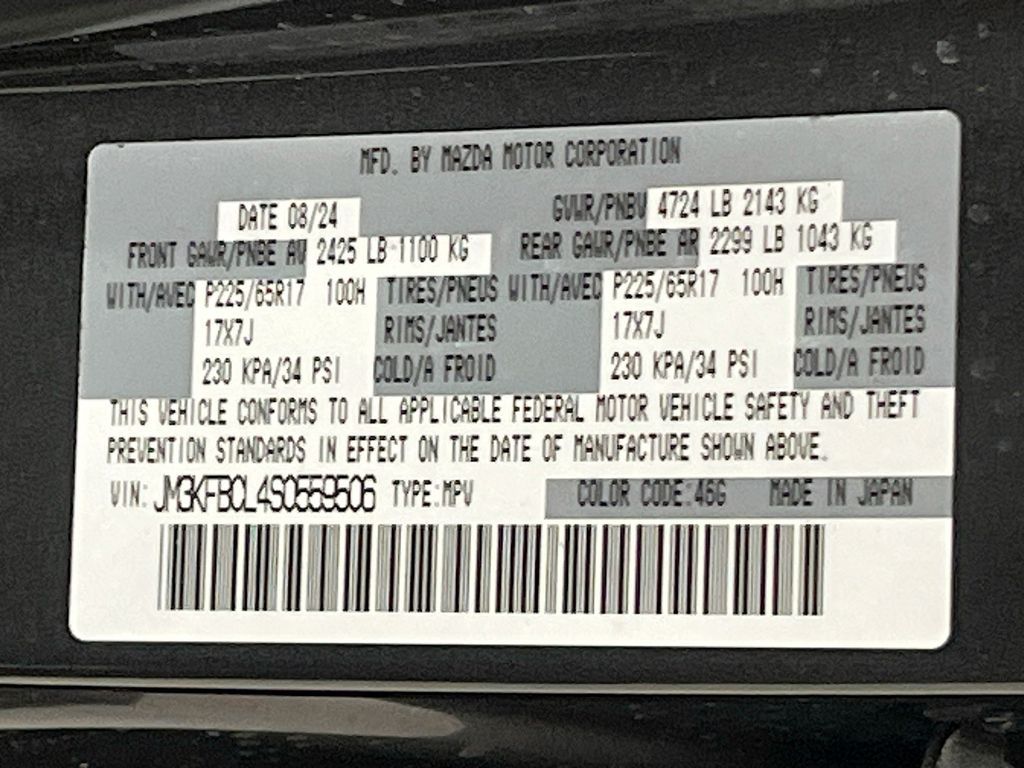 MFD. BY MAZDA MOTOR CORPORATION
DATE 08/24 GVWR/PNBV 4724 LB 2143 KG
FRONT GAWR/PNBE AV 2425 LB 1100 KG REAR GAWR/PNBE AR 2299 LB 1043 KG
WITH/AVEC P225/65R17 100H TIRES/PNEUS WITH/AVEC P225/65R17 100H TIRES/PNEUS
17X7J RIMS/JANTES 17X7J RIMS/JANTES
230 KPA/34 PSI COLD/A FROID 230 KPA/34 PSI COLD/A FROID
THIS VEHICLE CONFORMS TO ALL APPLICABLE FEDERAL MOTOR VEHICLE SAFETY AND THEFT
PREVENTION STANDARDS IN EFFECT ON THE DATE OF MANUFACTURE SHOWN ABOVE.
VIN: JM3KFBCL4S0559506 TYPE:MPV COLOR CODE:46G MADE IN JAPAN